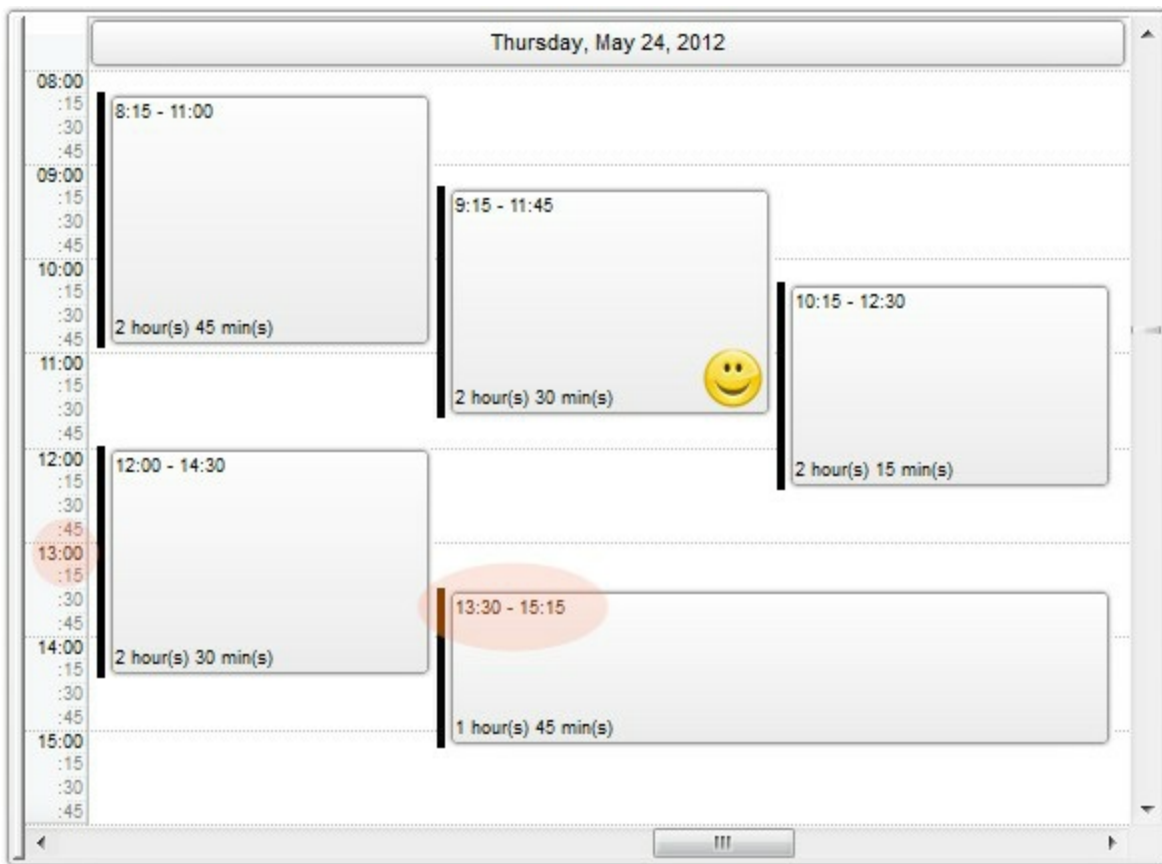 Thursday, May 24, 2012
08:00
:15
:30
:45
09:00
:15
:30
:45
10:00
:15
:30
:45
11:00
:15
:30
:45
12:00
:15
:30
:45
13:00
:15
:30
:45
14:00
:15
:30
:45
15:00
:15
:30
:45
8:15 - 11:00
2 hour(s) 45 min(s)
9:15 - 11:45
2 hour(s) 30 min(s)
10:15 - 12:30
2 hour(s) 15 min(s)
12:00 - 14:30
2 hour(s) 30 min(s)
13:30 - 15:15
1 hour(s) 45 min(s)